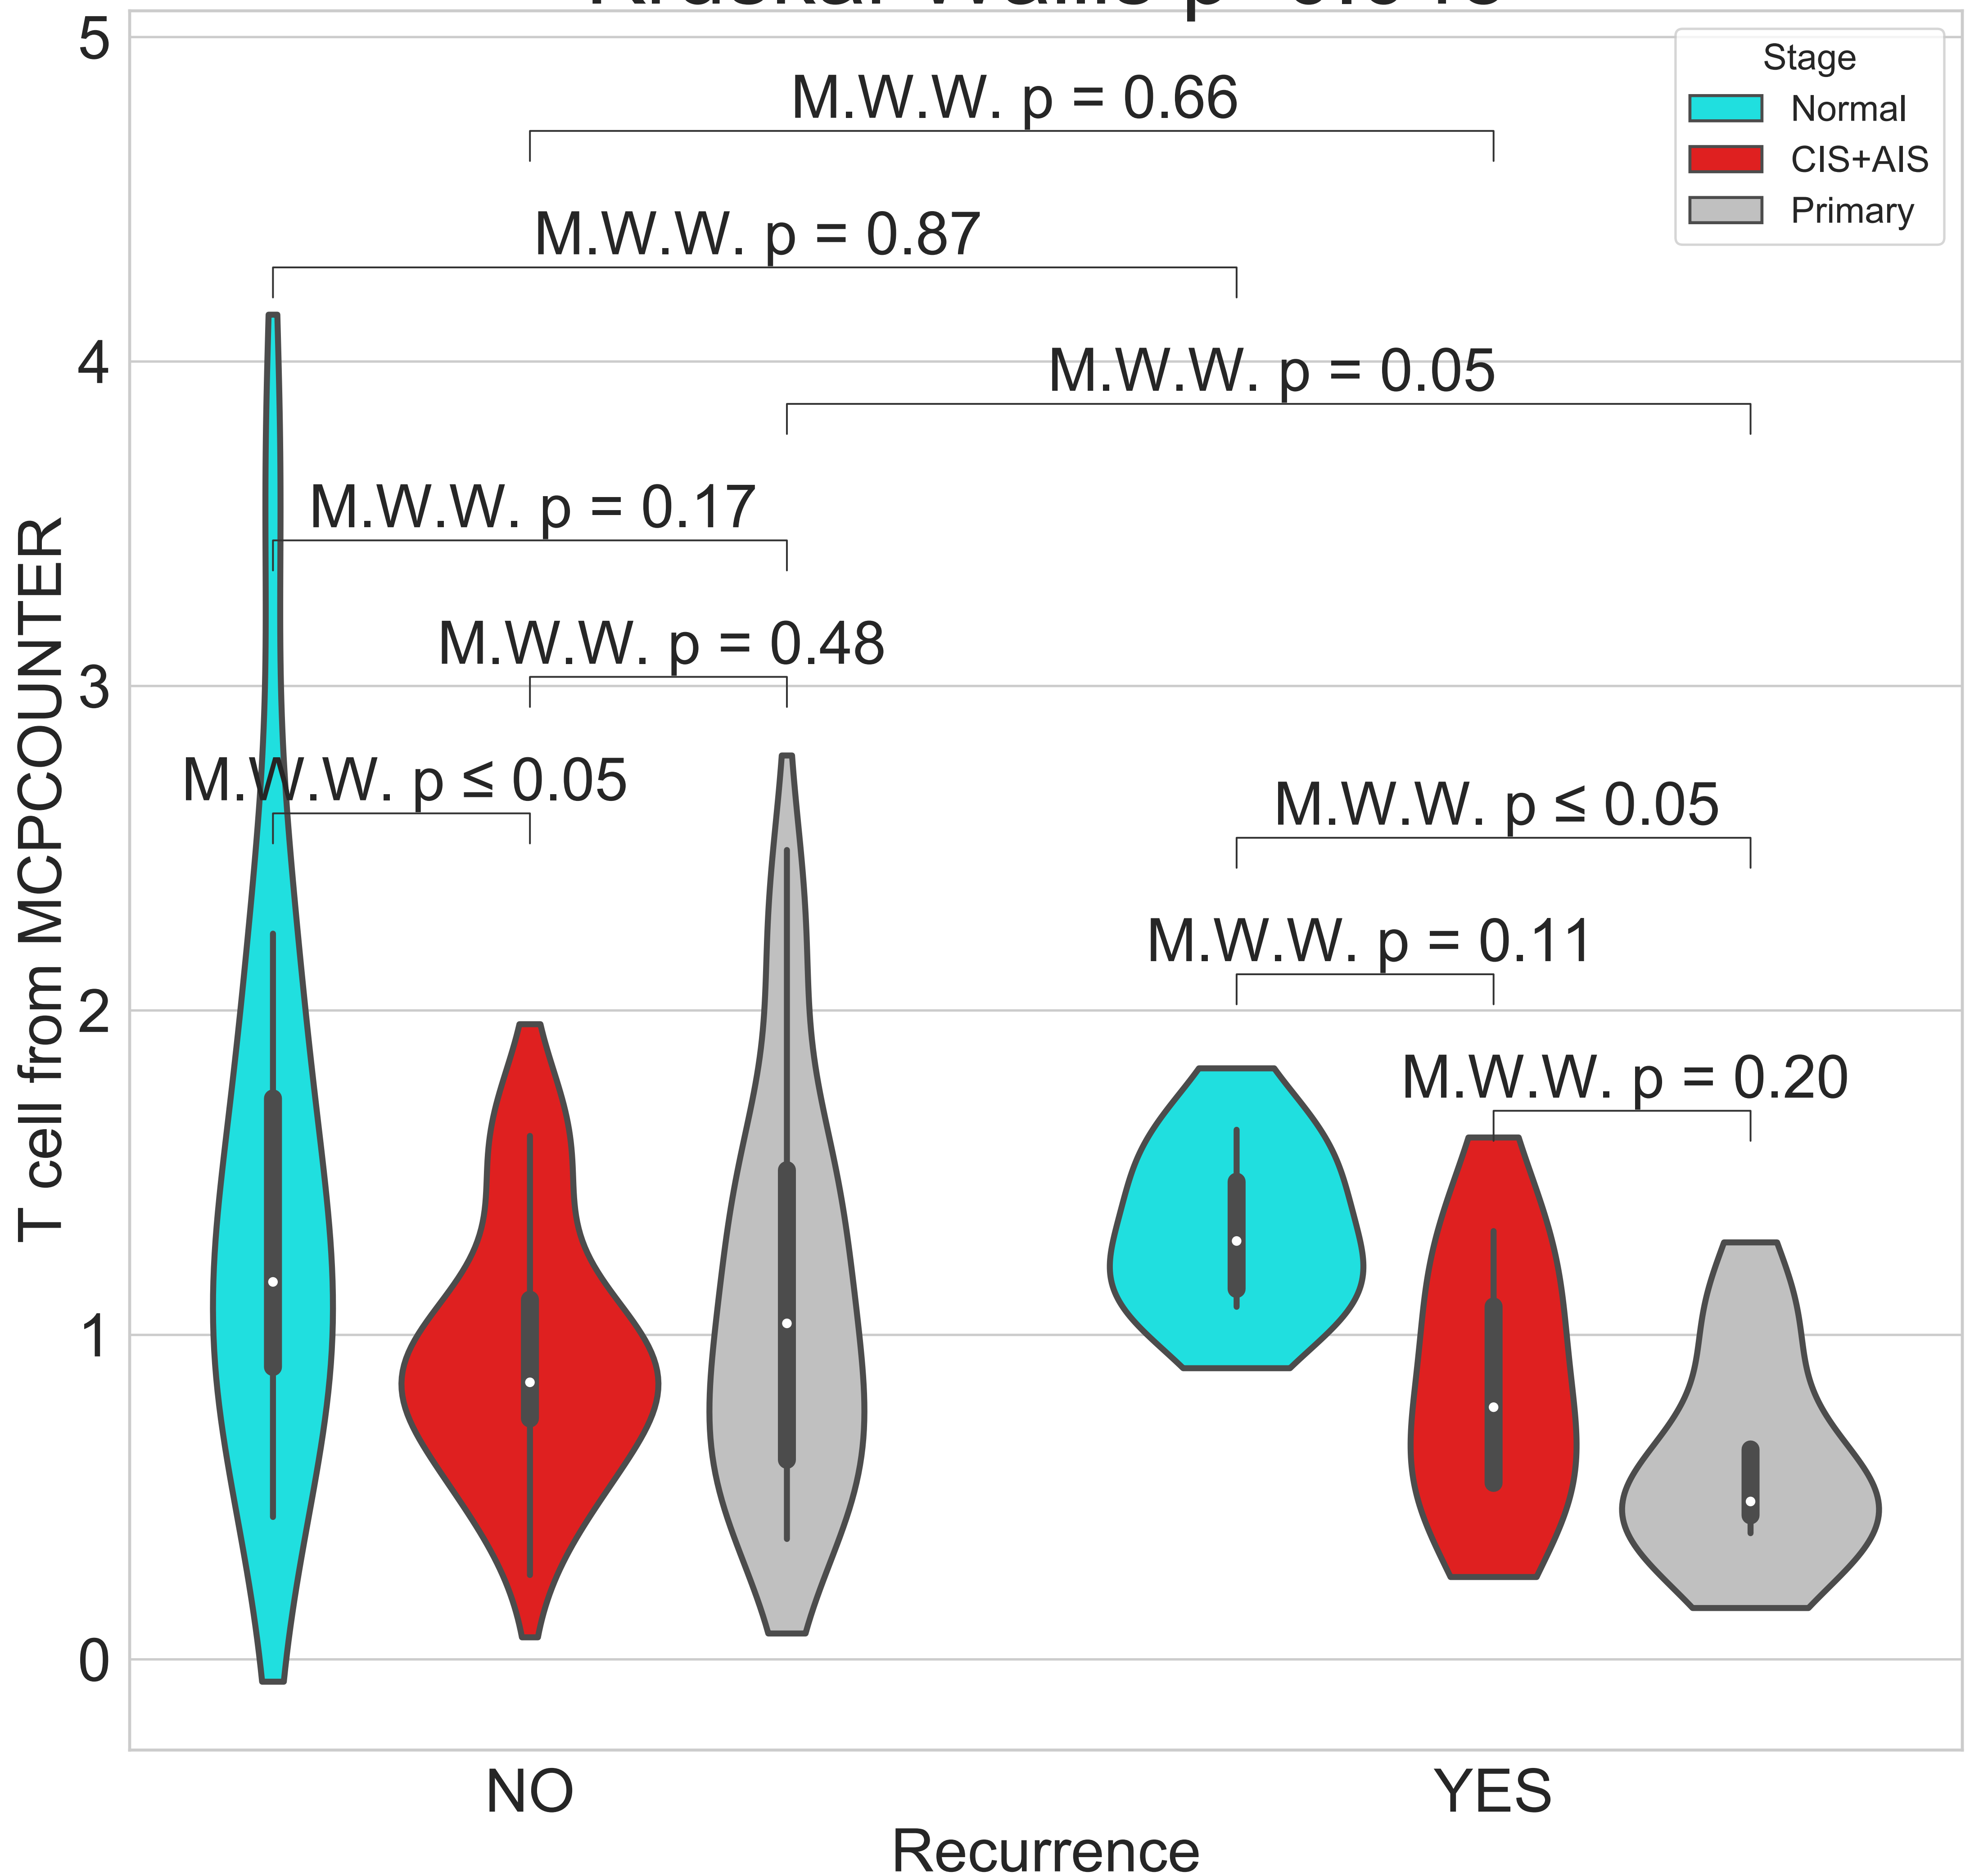 5
Stage
Normal
CIS+AIS
Primary
M.W.W. p = 0.66
M.W.W. p = 0.87
4
M.W.W. p = 0.05
M.W.W. p = 0.17
M.W.W. p = 0.48
3
M.W.W. p ≤ 0.05
M.W.W. p ≤ 0.05
M.W.W. p = 0.11
2
M.W.W. p = 0.20
1
0
T cell from MCPCOUNTER
NO
YES
Recurrence